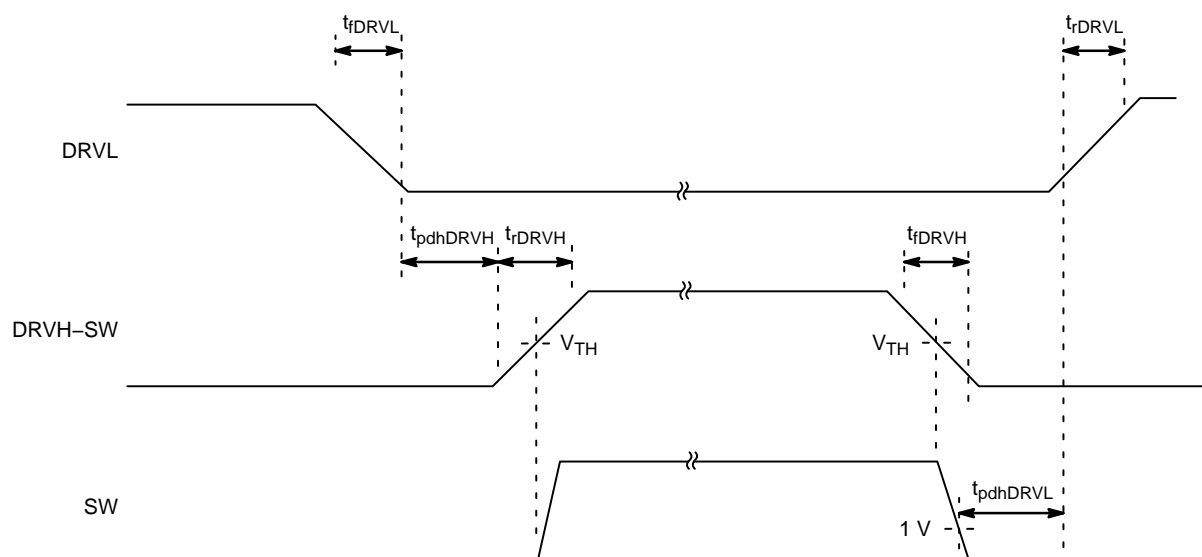 tfDRVL
trDRVL
DRVL
tpdhDRVH
trDRVH
tfDRVH
DRVH–SW
VTH
VTH
SW
tpdhDRVL
1 V